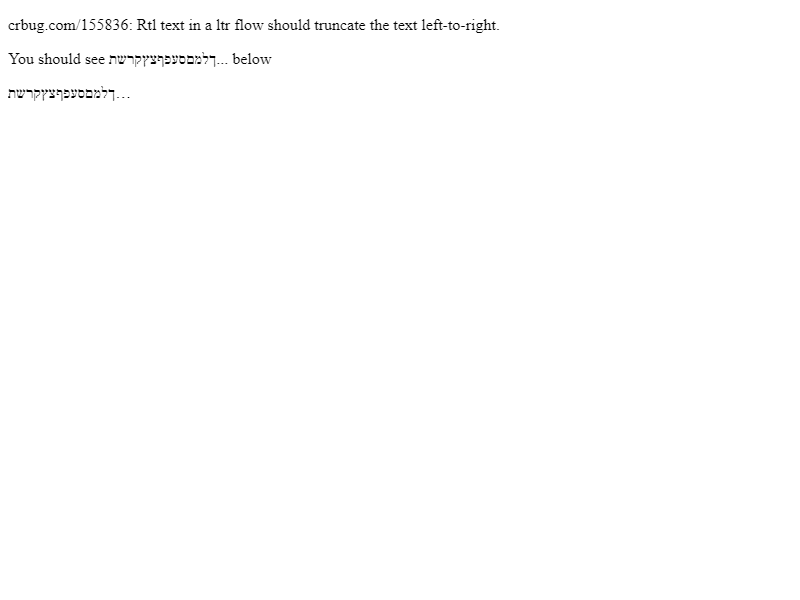 crbug.com/155836: Rtl text in a ltr flow should truncate the text left-to-right.
You should see ךלמםסעפףצץקרשת... below
ךלמםסעפףצץקרשת…